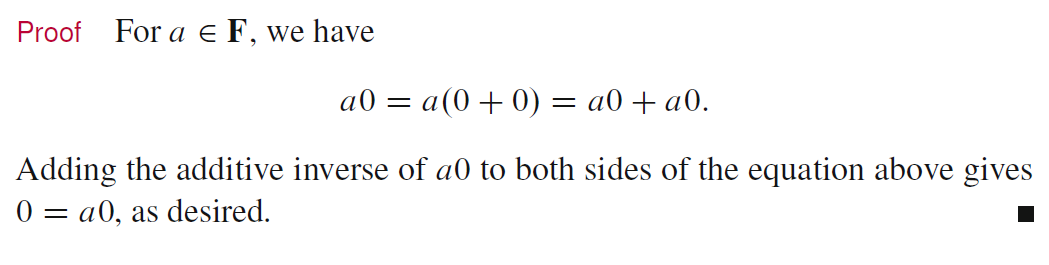 Proof For a ∈ F, we have
a0 = a(0 + 0) = a0 + a0.
Adding the additive inverse of a0 to both sides of the equation above gives
0 = a0, as desired. ■